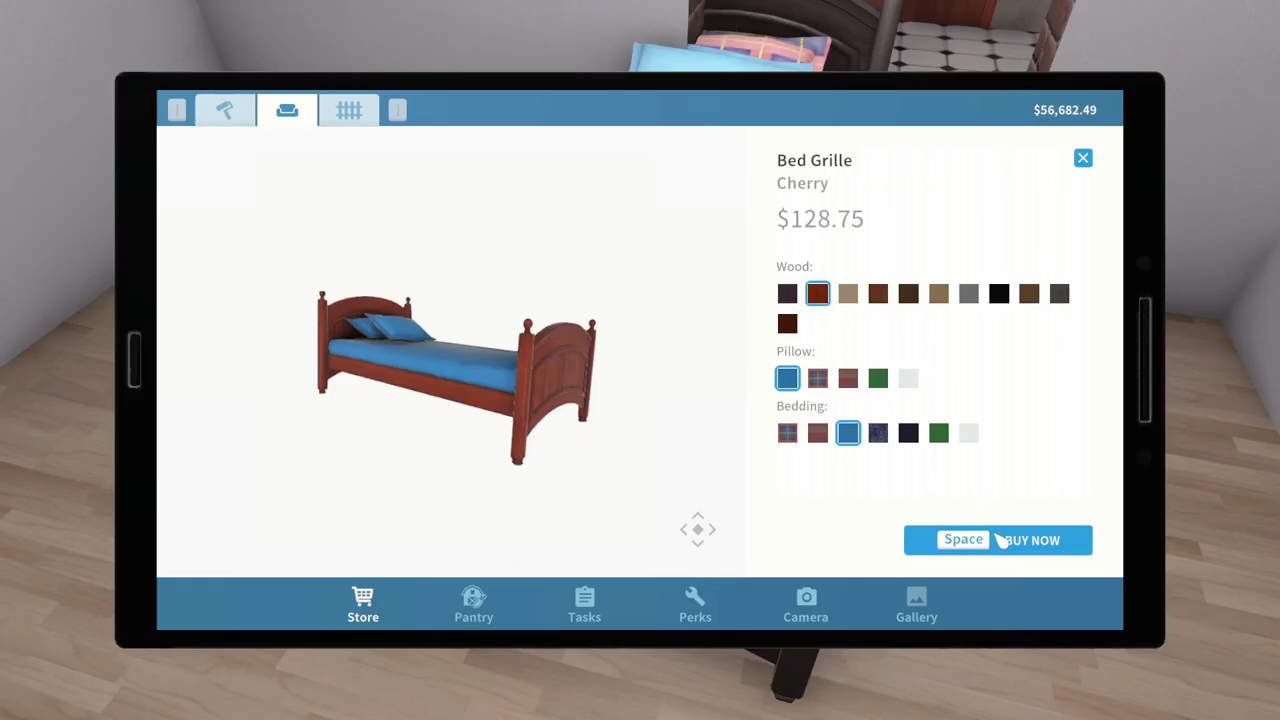 $56,682.49
Bed Grille
Cherry
$128.75
Wood:
Pillow:
Bedding:
Space BUY NOW
Store Pantry Tasks Perks Camera Gallery